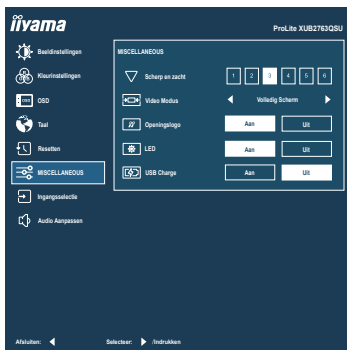 iiyama
ProLite XUB2763QSU
Beeldinstellingen
Kleurinstellingen
OSD
Taal
Resetten
MISCELLANEOUS
Ingangsselectie
Audio Aanpassen
MISCELLANEOUS
Scherp en zacht 1 2 3 4 5 6
Video Modus Volledig Scherm
Openingslogo Aan Uit
LED Aan Uit
USB Charge Aan Uit
Afsluiten: Selecteer: /Indrukken